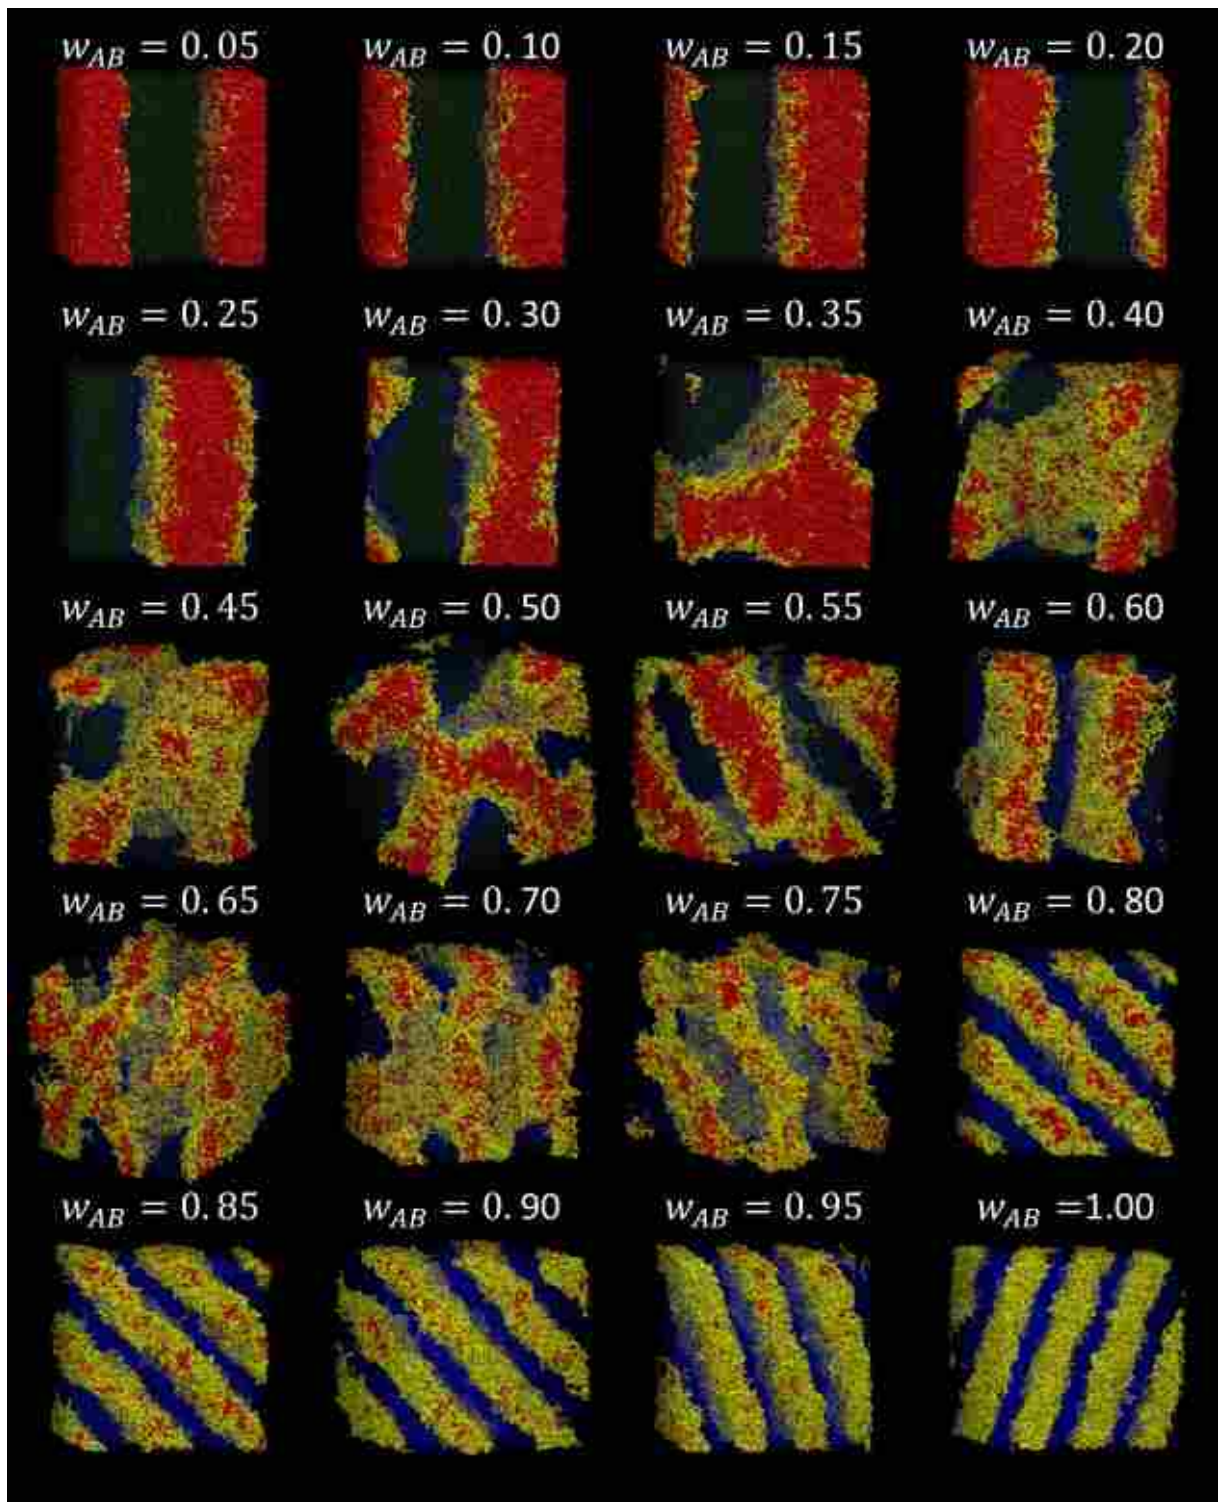 w_AB = 0.05 w_AB = 0.10 w_AB = 0.15 w_AB = 0.20
w_AB = 0.25 w_AB = 0.30 w_AB = 0.35 w_AB = 0.40
w_AB = 0.45 w_AB = 0.50 w_AB = 0.55 w_AB = 0.60
w_AB = 0.65 w_AB = 0.70 w_AB = 0.75 w_AB = 0.80
w_AB = 0.85 w_AB = 0.90 w_AB = 0.95 w_AB =1.00